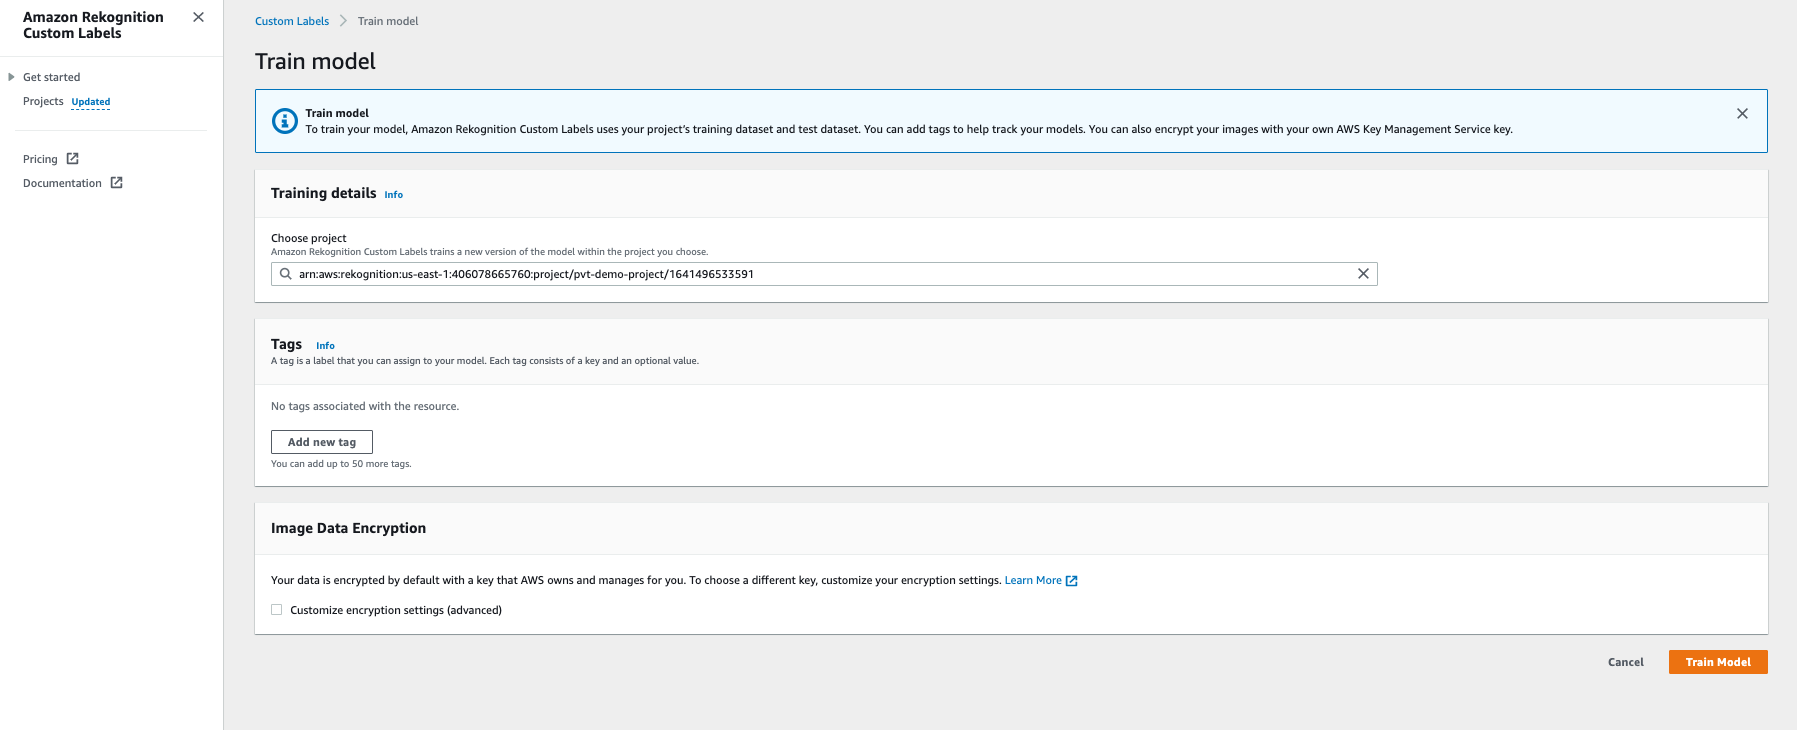 Amazon Rekognition
Custom Labels
Get started
Projects Updated
Pricing
Documentation
Custom Labels Train model
Train model
Train model
To train your model, Amazon Rekognition Custom Labels uses your project's training dataset and test dataset. You can add tags to help track your models. You can also encrypt your images with your own AWS Key Management Service key.
Training details Info
Choose project
Amazon Rekognition Custom Labels trains a new version of the model within the project you choose.
arn:aws:rekognition:us-east-1:406078665760:project/pvt-demo-project/1641496533591
Tags Info
A tag is a label that you can assign to your model. Each tag consists of a key and an optional value.
No tags associated with the resource.
Add new tag
You can add up to 50 more tags.
Image Data Encryption
Your data is encrypted by default with a key that AWS owns and manages for you. To choose a different key, customize your encryption settings. Learn More
Customize encryption settings (advanced)
Cancel Train Model